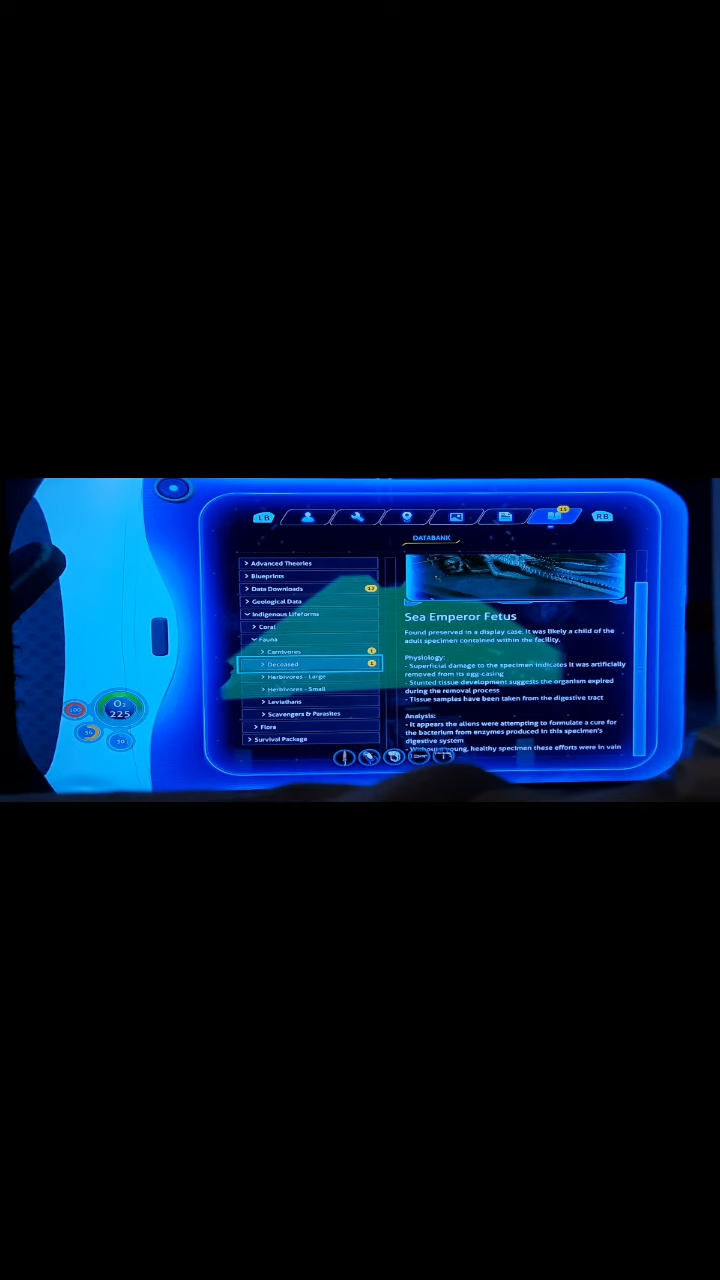 LB
15
RB
DATABANK
> Advanced Theories
> Blueprints
> Data Downloads 13
> Geological Data
Indigenous Lifeforms
> Coral
Fauna
> Carnivores 1
> Deceased 1
> Herbivores - Large
> Herbivores - Small
> Leviathans
> Scavengers & Parasites
> Flora
> Survival Package
Sea Emperor Fetus
Found preserved in a display case. It was likely a child of the
adult specimen contained within the facility.
Physiology:
- Superficial damage to the specimen indicates it was artificially
removed from its egg-casing
- Stunted tissue development suggests the organism expired
during the removal process
- Tissue samples have been taken from the digestive tract
Analysis:
- It appears the aliens were attempting to formulate a cure for
the bacterium from enzymes produced in this specimen's
digestive system
- Without young, healthy specimen these efforts were in vain
O₂
225
100